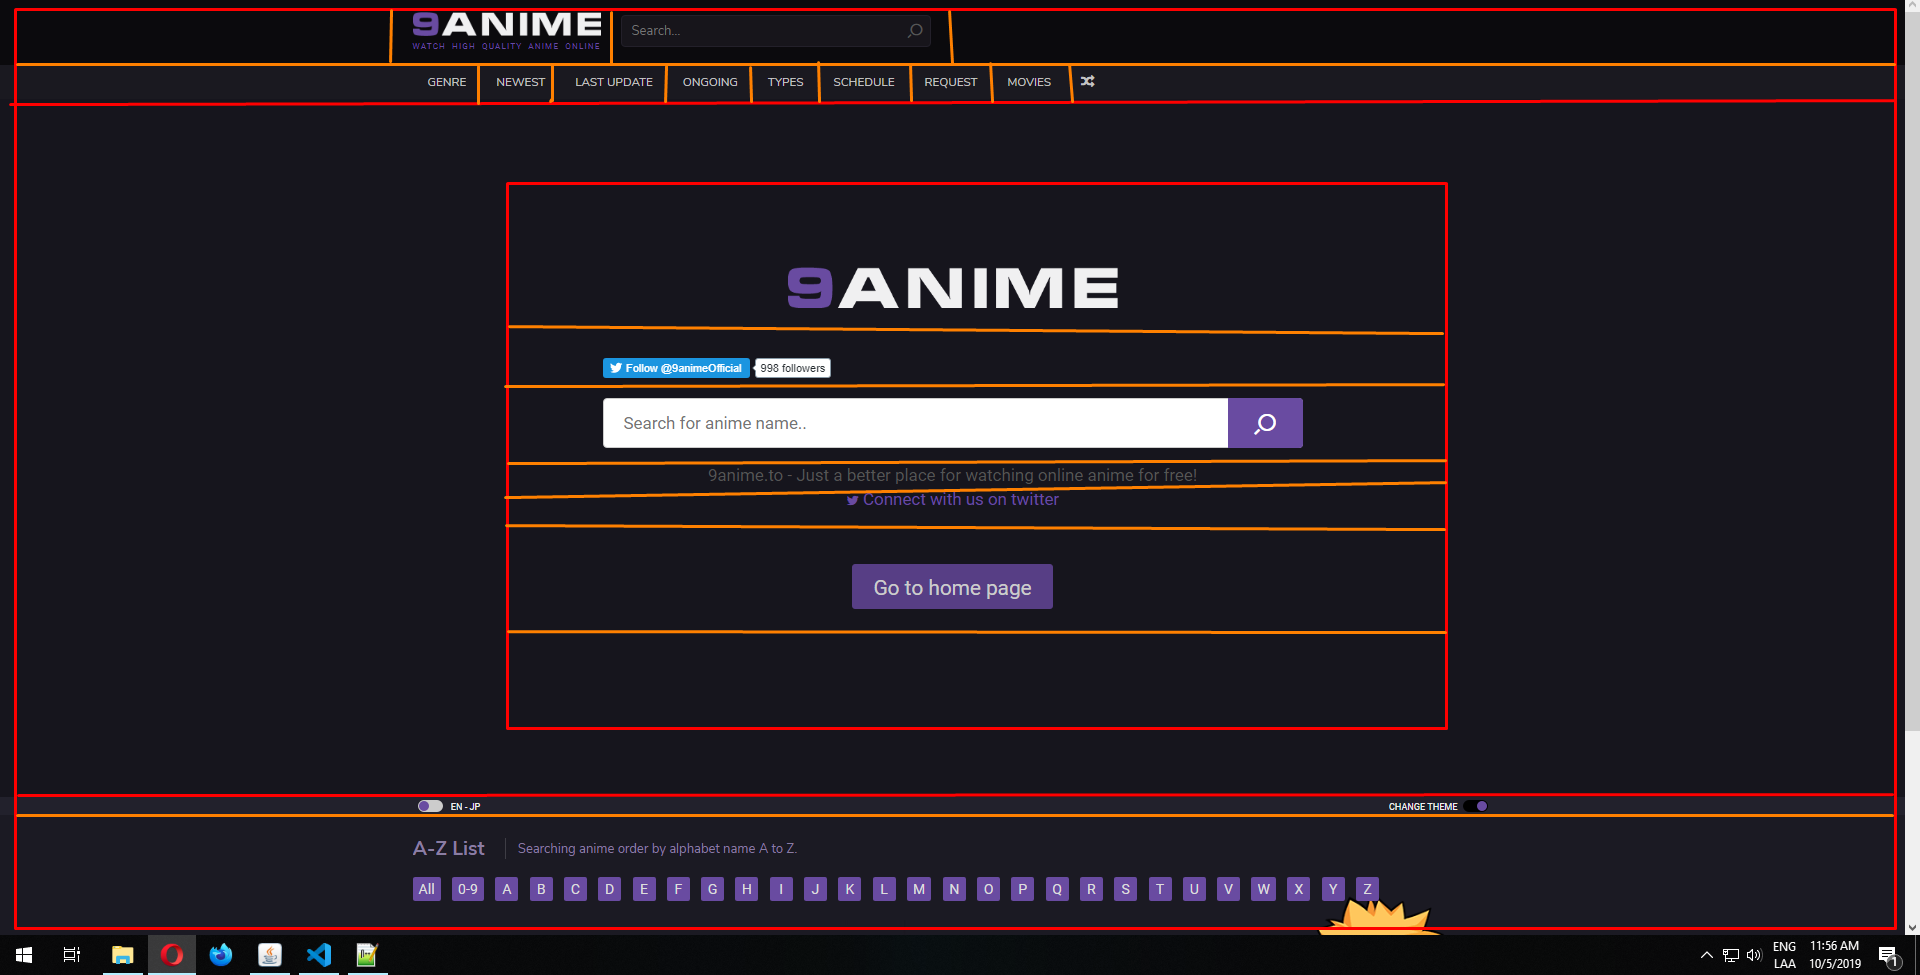 9ANIME
WATCH HIGH QUALITY ANIME ONLINE
Search...
GENRE NEWEST LAST UPDATE ONGOING TYPES SCHEDULE REQUEST MOVIES
9ANIME
Follow @9animeOfficial 998 followers
Search for anime name..
9anime.to - Just a better place for watching online anime for free!
Connect with us on twitter
Go to home page
EN - JP CHANGE THEME
A-Z List Searching anime order by alphabet name A to Z.
All 0-9 A B C D E F G H I J K L M N O P Q R S T U V W X Y Z
ENG 11:56 AM
LAA 10/5/2019 1